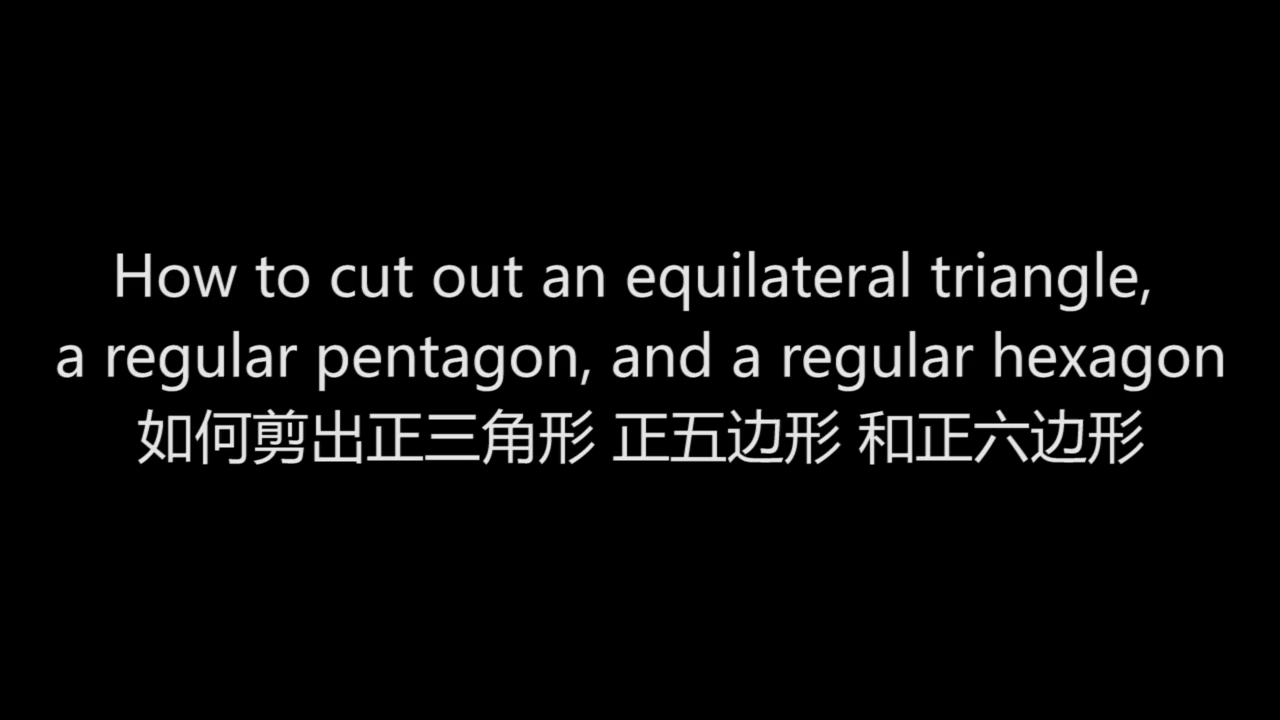 How to cut out an equilateral triangle,
a regular pentagon, and a regular hexagon
如何剪出正三角形 正五边形 和正六边形